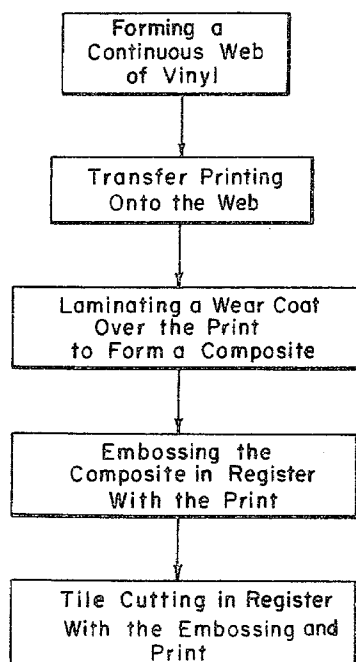 Forming a
Continuous Web
of Vinyl
Transfer Printing
Onto the Web
Laminating a Wear Coat
Over the Print
to Form a Composite
Embossing the
Composite in Register
With the Print
Tile Cutting in Register
With the Embossing and
Print